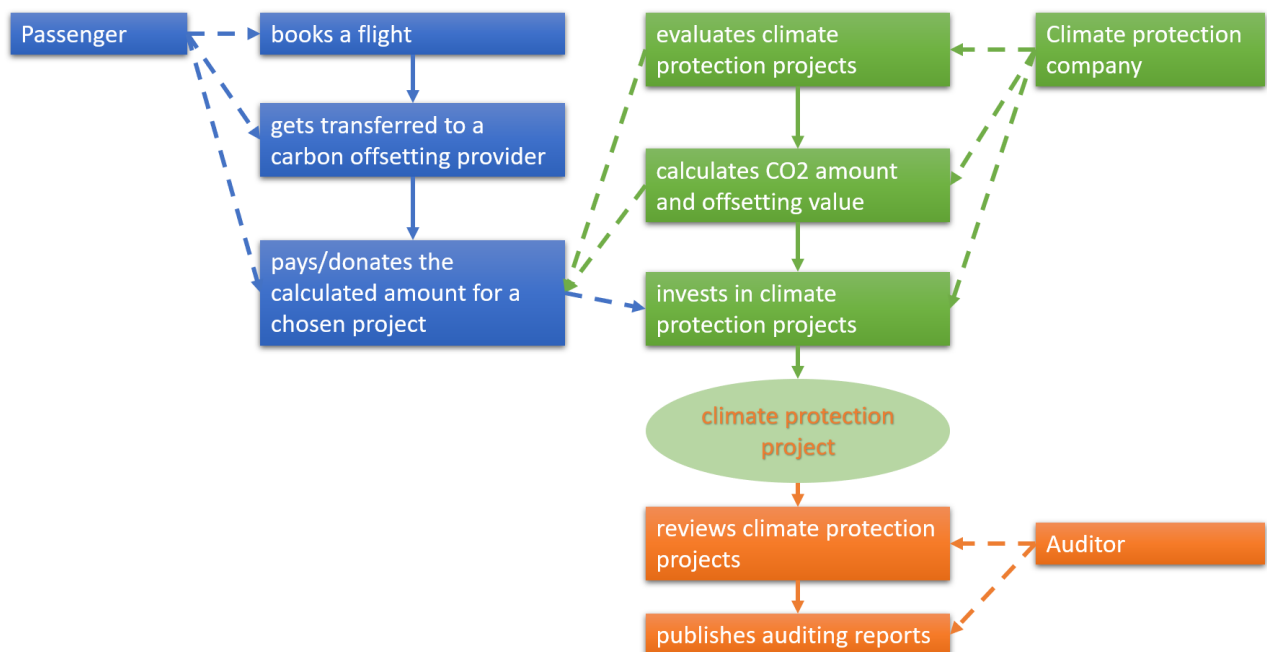 Passenger
books a flight
gets transferred to a
carbon offsetting provider
pays/donates the
calculated amount for a
chosen project
evaluates climate
protection projects
calculates CO2 amount
and offsetting value
invests in climate
protection projects
Climate protection
company
climate protection
project
reviews climate protection
projects
publishes auditing reports
Auditor